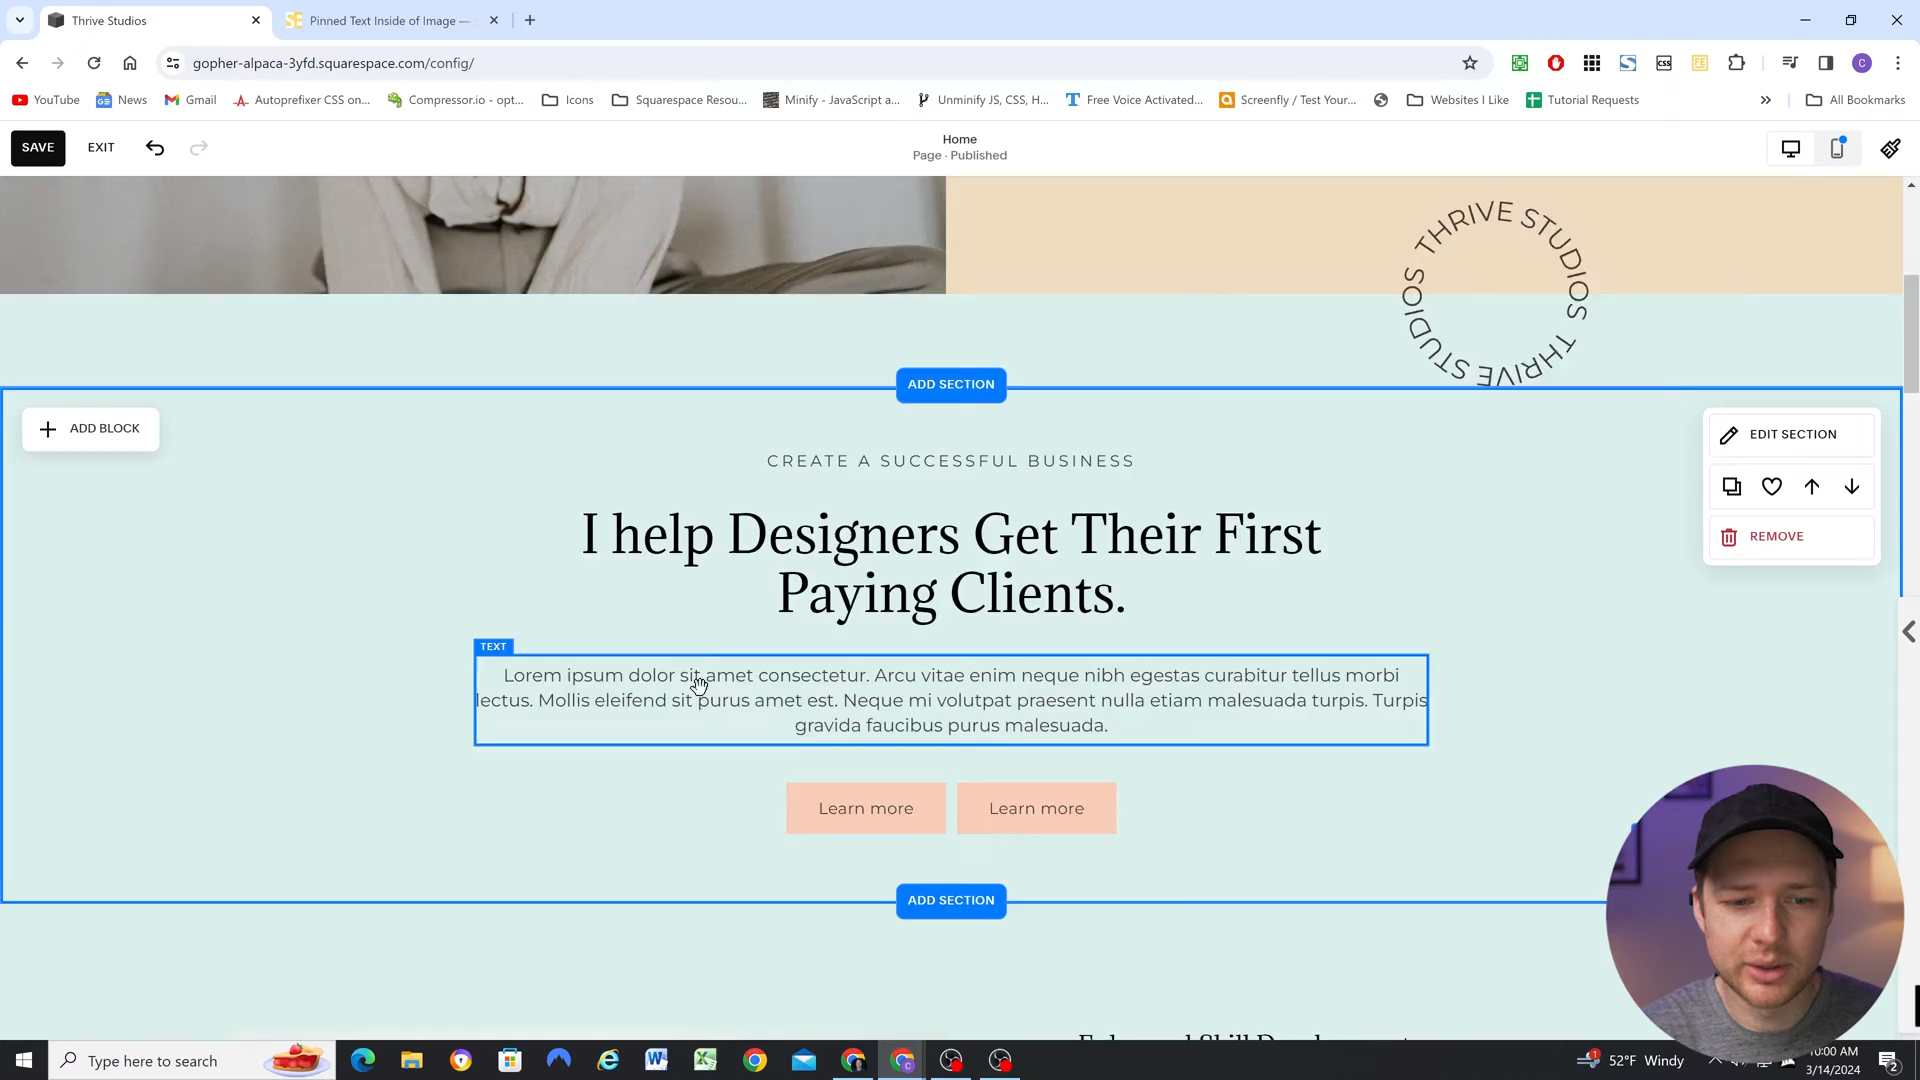 Thrive Studios
Pinned Text Inside of Image —
gopher-alpaca-3yfd.squarespace.com/config/
YouTube
News
Gmail
Autoprefixer CSS on...
Compressor.io - opt...
Icons
Squarespace Resou...
Minify - JavaScript a...
Unminify JS, CSS, H...
Free Voice Activated...
Screenfly / Test Your...
Websites I Like
Tutorial Requests
All Bookmarks
SAVE
EXIT
Home
Page · Published
THRIVE STUDIOS THRIVE STUDIOS
ADD SECTION
ADD BLOCK
EDIT SECTION
REMOVE
CREATE A SUCCESSFUL BUSINESS
I help Designers Get Their First
Paying Clients.
TEXT
Lorem ipsum dolor sit amet consectetur. Arcu vitae enim neque nibh egestas curabitur tellus morbi
lectus. Mollis eleifend sit purus amet est. Neque mi volutpat praesent nulla etiam malesuada turpis. Turpis
gravida faucibus purus malesuada.
Learn more
Learn more
ADD SECTION
Type here to search
52°F Windy
10:00 AM
3/14/2024